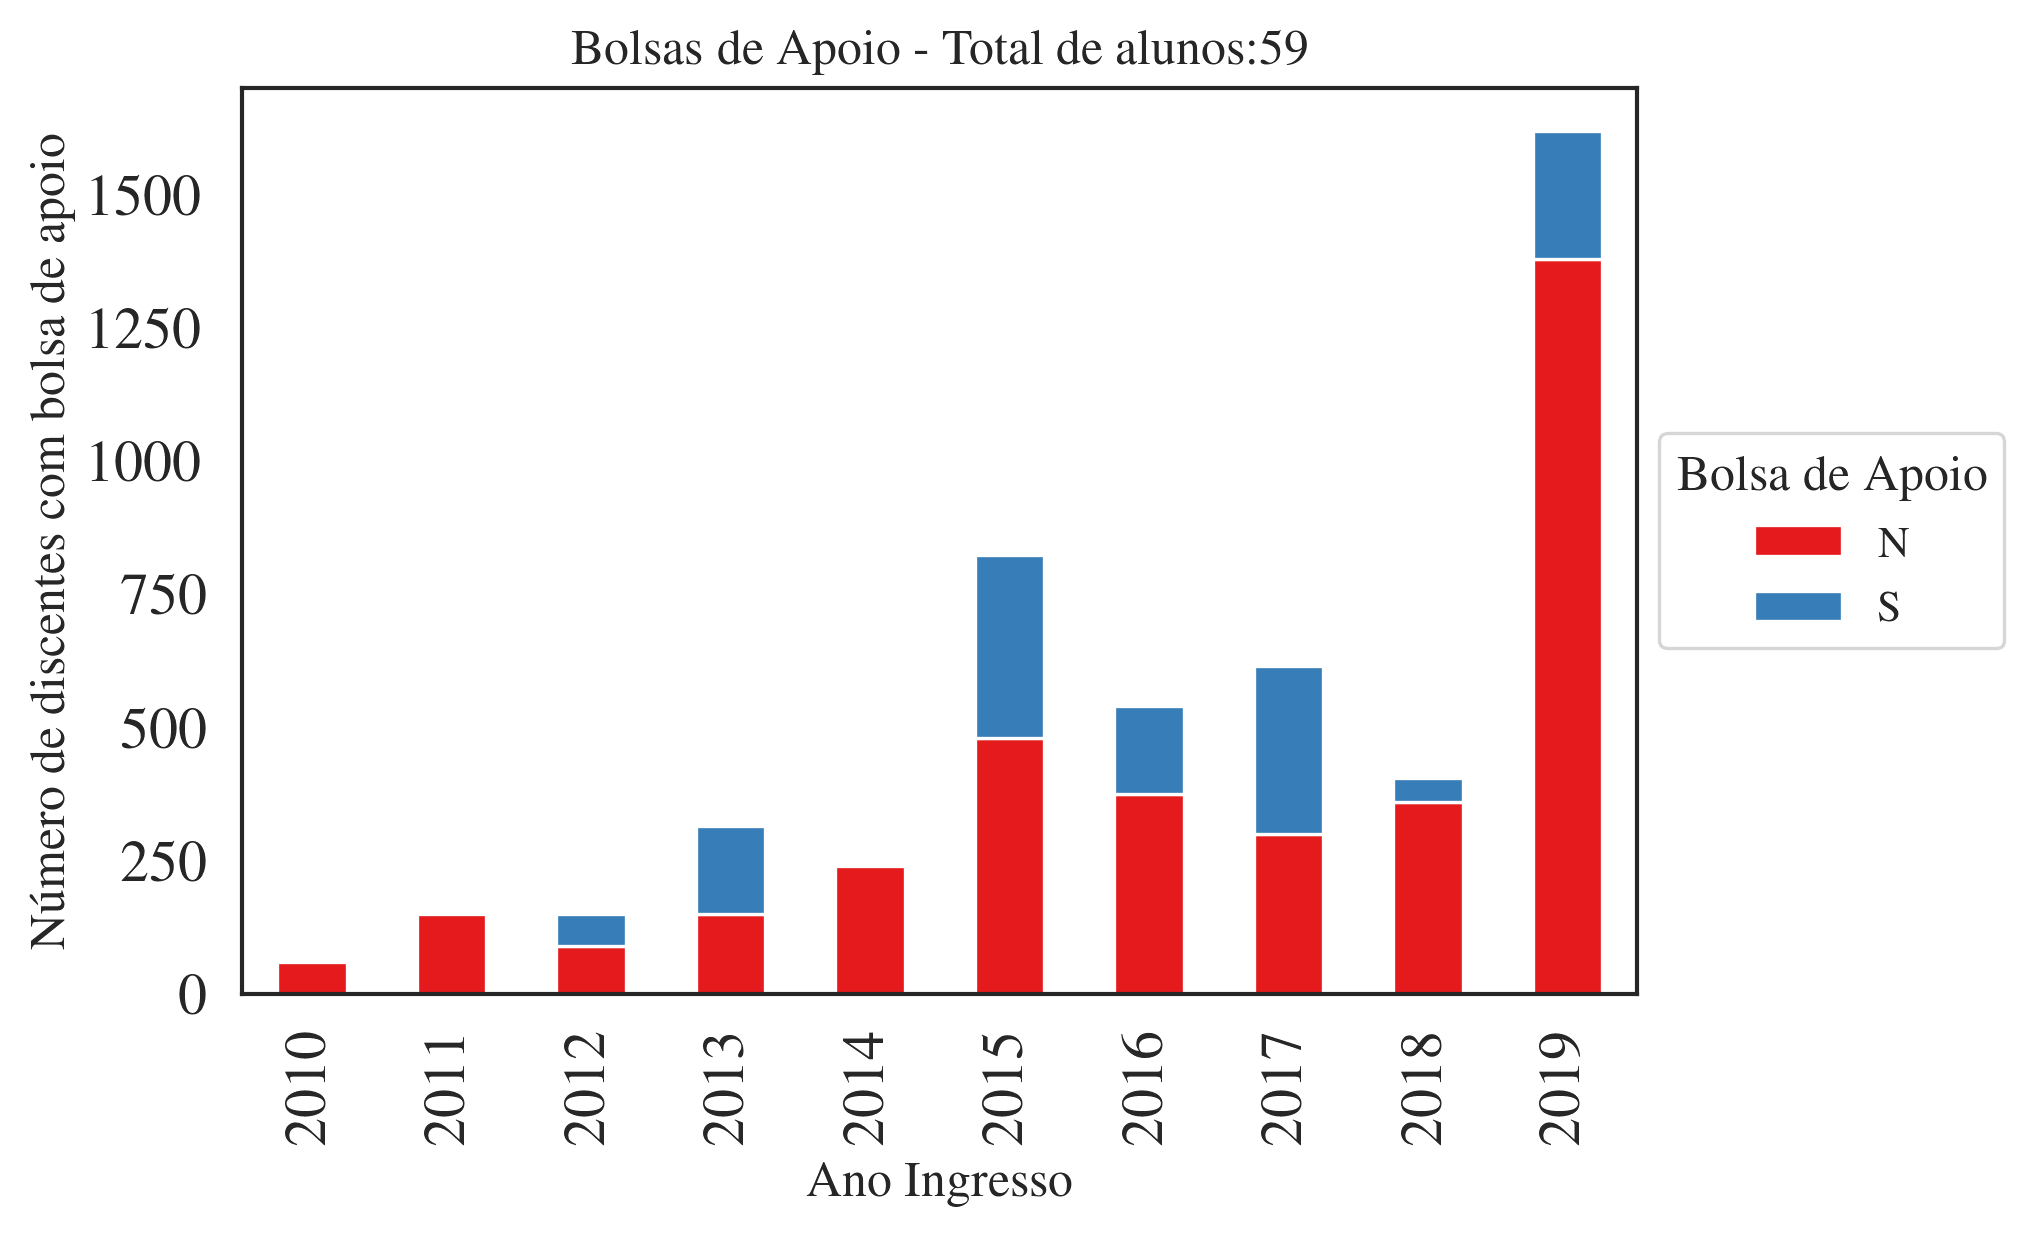 Bolsas de Apoio - Total de alunos:59
Número de discentes com bolsa de apoio
1500
1250
1000
750
500
250
0
2010
2011
2012
2013
2014
2015
2016
2017
2018
2019
Ano Ingresso
Bolsa de Apoio
N
S